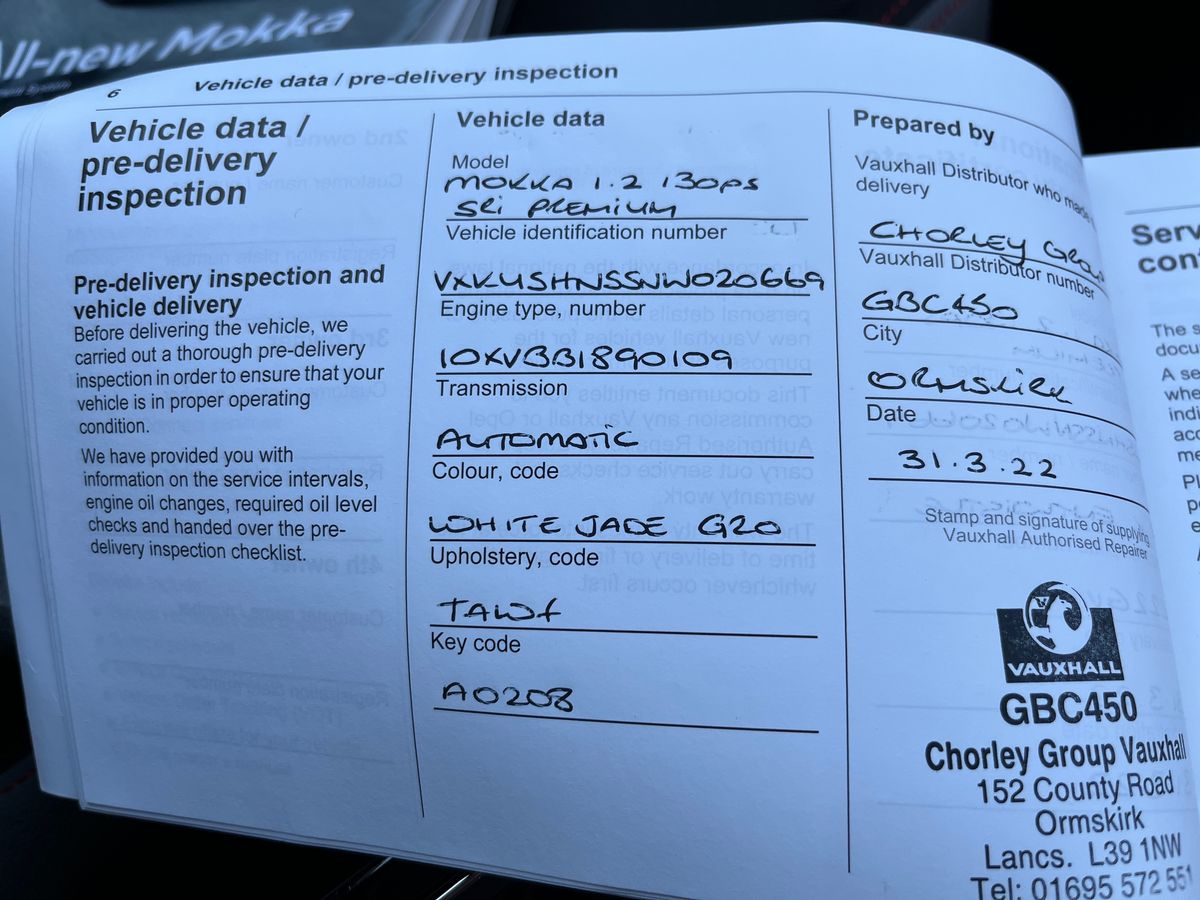 All-new Mokka
6 Vehicle data / pre-delivery inspection
Vehicle data /
pre-delivery
inspection
Pre-delivery inspection and
vehicle delivery
Before delivering the vehicle, we
carried out a thorough pre-delivery
inspection in order to ensure that your
vehicle is in proper operating
condition.
We have provided you with
information on the service intervals,
engine oil changes, required oil level
checks and handed over the pre-
delivery inspection checklist.
Vehicle data
Model
MOKKA 1.2 130PS
SRi PREMIUM
Vehicle identification number
VXKUSHNSSNW020669
Engine type, number
10XVBB1890109
Transmission
AUTOMATIC
Colour, code
WHITE JADE G20
Upholstery, code
TAWF
Key code
A0208
Prepared by
Vauxhall Distributor who made
delivery
CHORLEY GROUP
Vauxhall Distributor number
GBC450
City
ORMSKIRK
Date
31.3.22
Stamp and signature of supplying
Vauxhall Authorised Repairer
VAUXHALL
GBC450
Chorley Group Vauxhall
152 County Road
Ormskirk
Lancs. L39 1NW
Tel: 01695 572 551